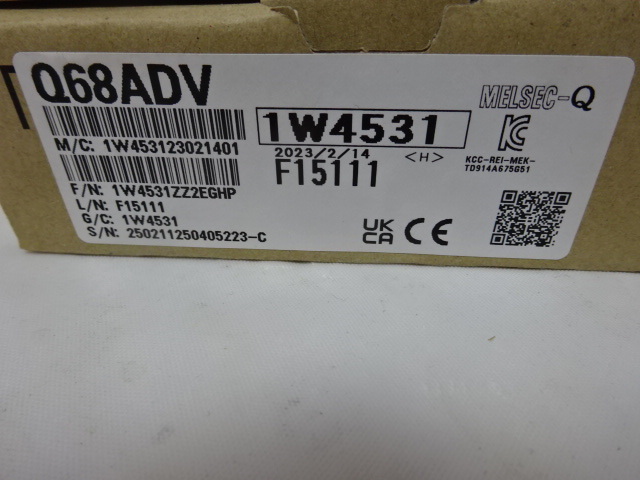 Q68ADV
M/C: 1W453123021401
F/N: 1W4531ZZ2EGHP
L/N: F15111
G/C: 1W4531
S/N: 250211250405223-C
1W4531
2023/2/14 <H>
F15111
MELSEC-Q
KCC-REI-MEK-
TD914A675G51
UK
CA
CE